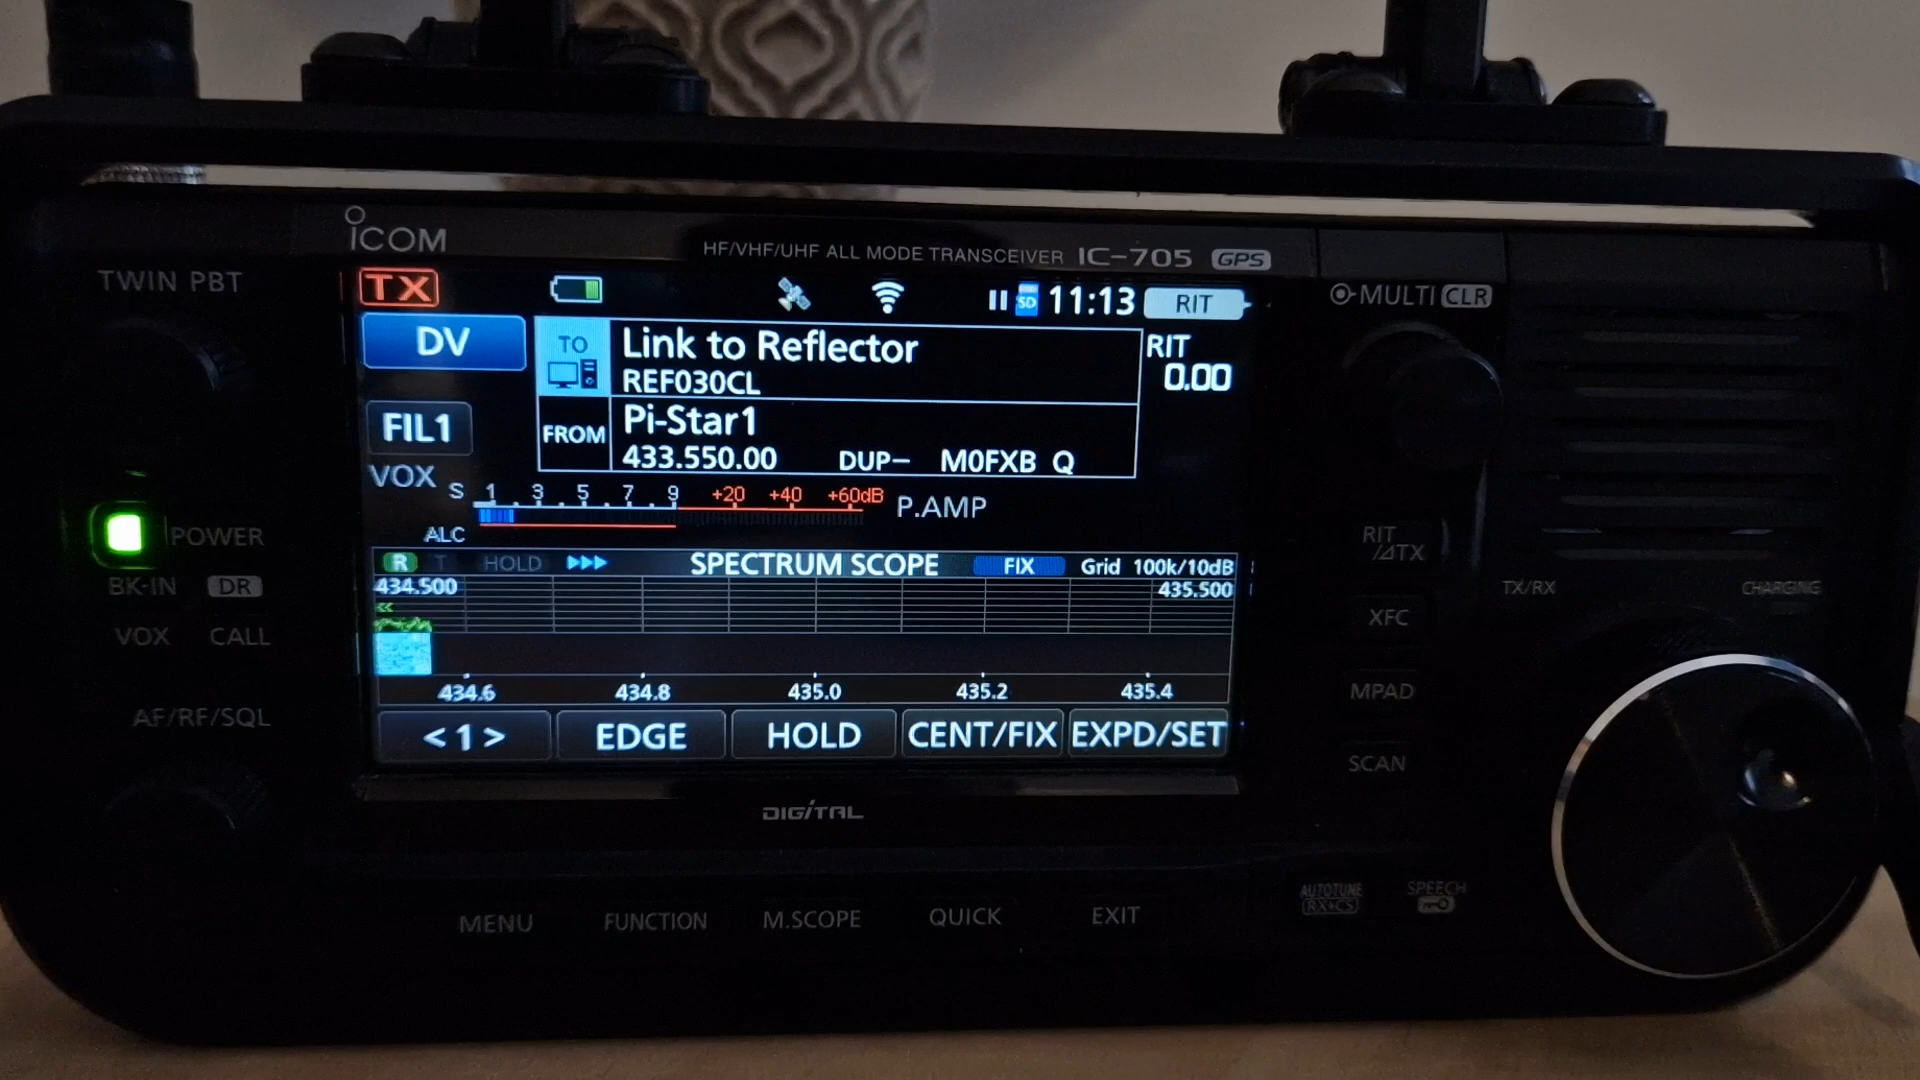 ICOM
HF/VHF/UHF ALL MODE TRANSCEIVER IC-705 GPS
TWIN PBT
MULTI CLR
TX
SD 11:13 RIT
DV
TO
Link to Reflector
REF030CL
RIT
0.00
FIL1
FROM
Pi-Star1
433.550.00 DUP− M0FXB Q
VOX
S 1 . 3 . 5 . 7 . 9 +20 +40 +60dB P.AMP
ALC
R T HOLD SPECTRUM SCOPE FIX Grid 100k/10dB
434.500 435.500
434.6 434.8 435.0 435.2 435.4
<1> EDGE HOLD CENT/FIX EXPD/SET
POWER
BK-IN DR
VOX CALL
AF/RF/SQL
RIT
/⊿TX
TX/RX CHARGING
XFC
MPAD
SCAN
DIGITAL
MENU FUNCTION M.SCOPE QUICK EXIT
AUTOTUNE
RX→CS
SPEECH